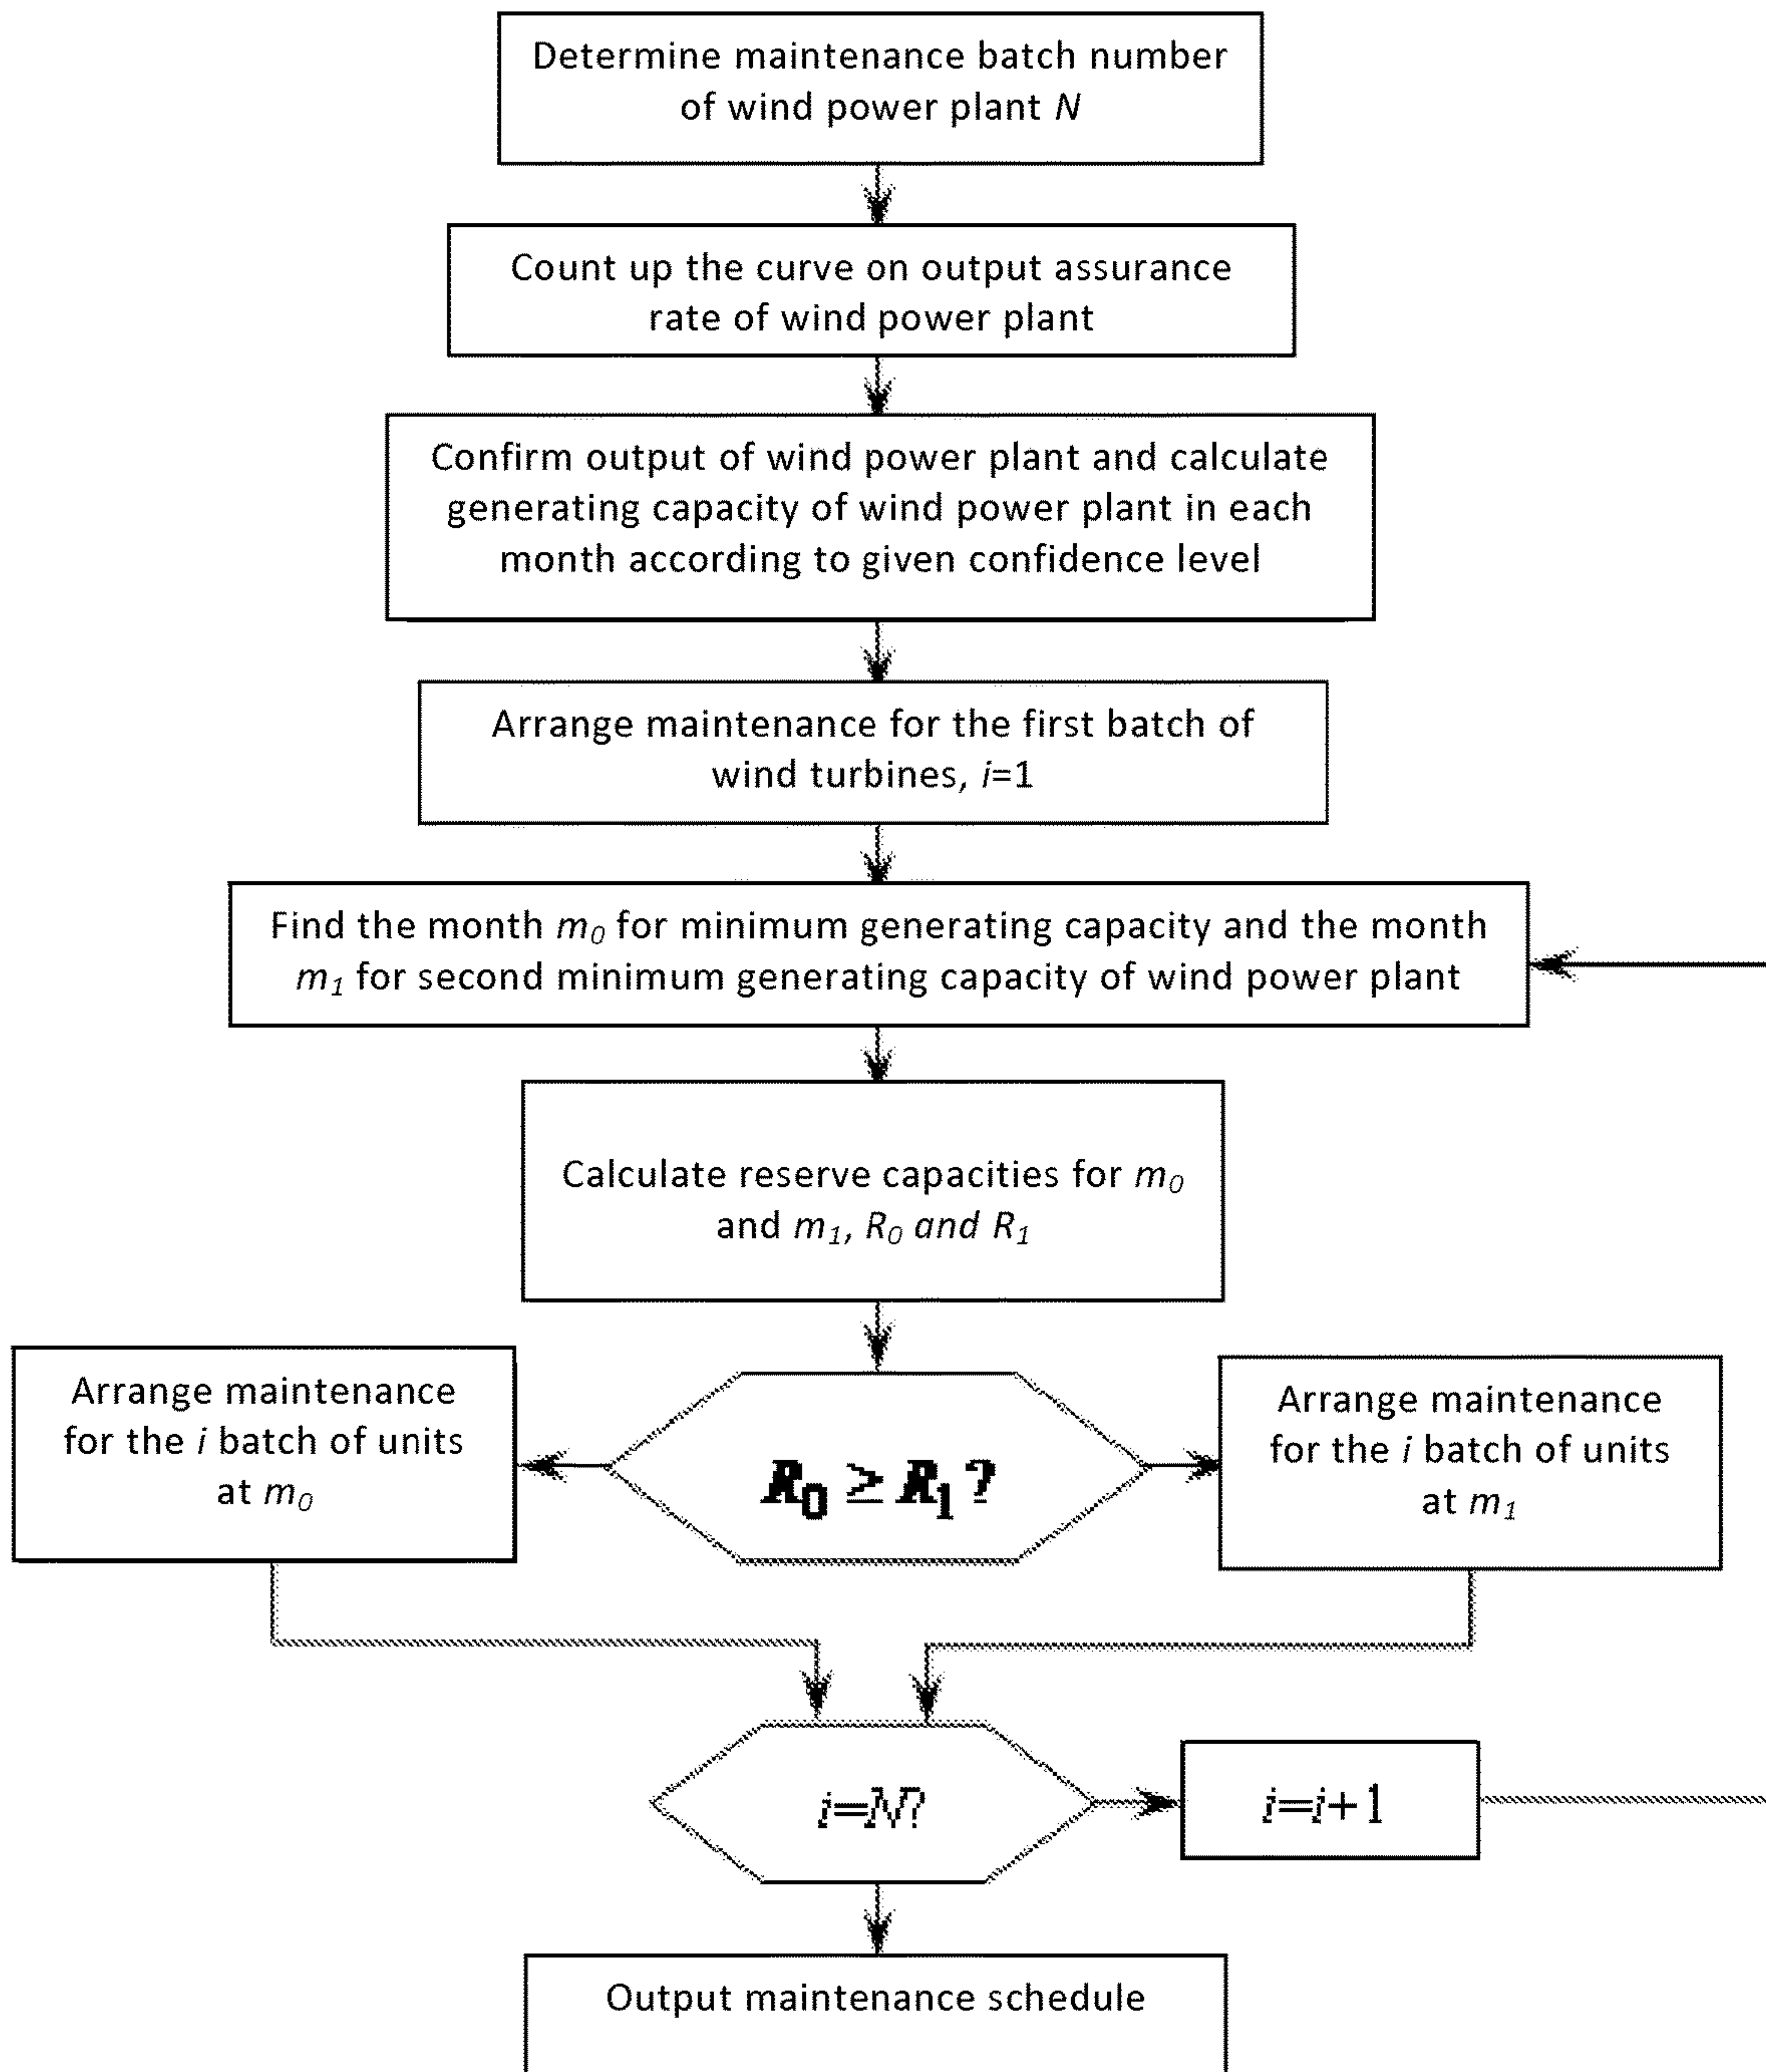 Determine maintenance batch number
of wind power plant N
Count up the curve on output assurance
rate of wind power plant
Confirm output of wind power plant and calculate
generating capacity of wind power plant in each
month according to given confidence level
Arrange maintenance for the first batch of
wind turbines, i=1
Find the month m₀ for minimum generating capacity and the month
m₁ for second minimum generating capacity of wind power plant
Calculate reserve capacities for m₀
and m₁, R₀ and R₁
Arrange maintenance
for the i batch of units
at m₀
R₀ ≥ R₁ ?
Arrange maintenance
for the i batch of units
at m₁
i=N?
i=i+1
Output maintenance schedule